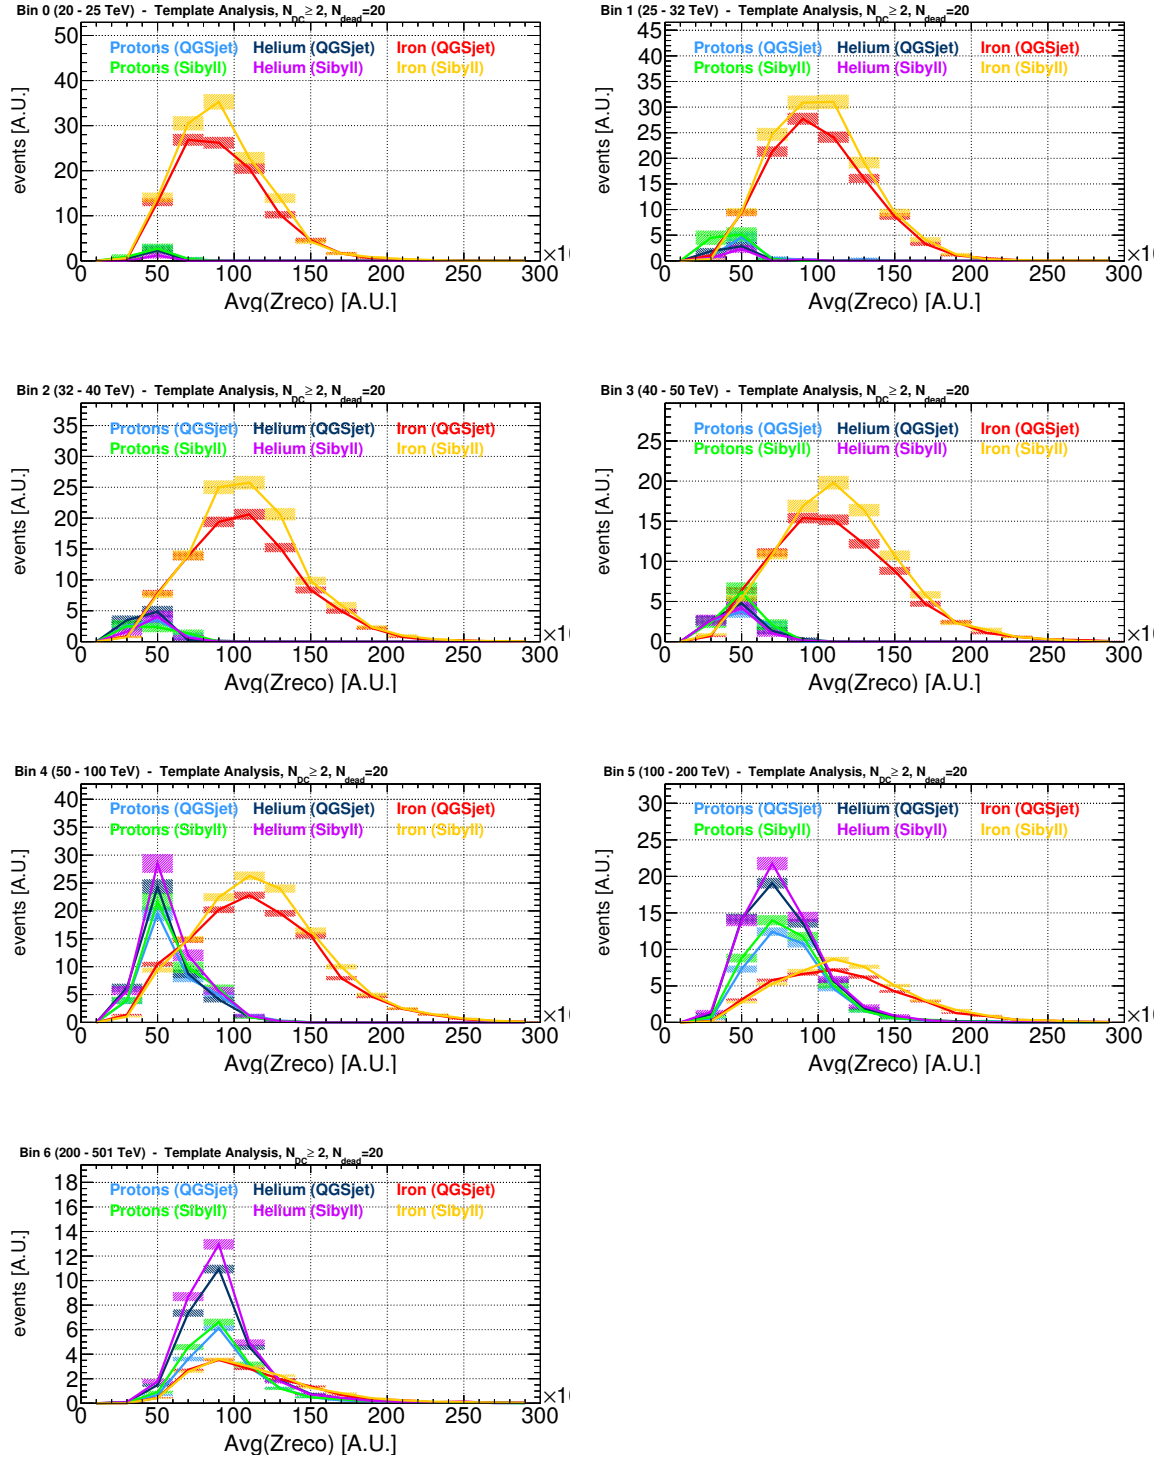 Bin 0 (20 - 25 TeV) - Template Analysis, N_DC ≥ 2, N_dead=20
Protons (QGSjet) Helium (QGSjet) Iron (QGSjet)
Protons (Sibyll) Helium (Sibyll) Iron (Sibyll)
events [A.U.]
50
40
30
20
10
0
0 50 100 150 200 250 300
×1
Avg(Zreco) [A.U.]
Bin 1 (25 - 32 TeV) - Template Analysis, N_DC ≥ 2, N_dead=20
Protons (QGSjet) Helium (QGSjet) Iron (QGSjet)
Protons (Sibyll) Helium (Sibyll) Iron (Sibyll)
events [A.U.]
45
40
35
30
25
20
15
10
5
0
0 50 100 150 200 250 300
×1
Avg(Zreco) [A.U.]
Bin 2 (32 - 40 TeV) - Template Analysis, N_DC ≥ 2, N_dead=20
Protons (QGSjet) Helium (QGSjet) Iron (QGSjet)
Protons (Sibyll) Helium (Sibyll) Iron (Sibyll)
events [A.U.]
35
30
25
20
15
10
5
0
0 50 100 150 200 250 300
×1
Avg(Zreco) [A.U.]
Bin 3 (40 - 50 TeV) - Template Analysis, N_DC ≥ 2, N_dead=20
Protons (QGSjet) Helium (QGSjet) Iron (QGSjet)
Protons (Sibyll) Helium (Sibyll) Iron (Sibyll)
events [A.U.]
25
20
15
10
5
0
0 50 100 150 200 250 300
×1
Avg(Zreco) [A.U.]
Bin 4 (50 - 100 TeV) - Template Analysis, N_DC ≥ 2, N_dead=20
Protons (QGSjet) Helium (QGSjet) Iron (QGSjet)
Protons (Sibyll) Helium (Sibyll) Iron (Sibyll)
events [A.U.]
40
35
30
25
20
15
10
5
0
0 50 100 150 200 250 300
×1
Avg(Zreco) [A.U.]
Bin 5 (100 - 200 TeV) - Template Analysis, N_DC ≥ 2, N_dead=20
Protons (QGSjet) Helium (QGSjet) Iron (QGSjet)
Protons (Sibyll) Helium (Sibyll) Iron (Sibyll)
events [A.U.]
30
25
20
15
10
5
0
0 50 100 150 200 250 300
×1
Avg(Zreco) [A.U.]
Bin 6 (200 - 501 TeV) - Template Analysis, N_DC ≥ 2, N_dead=20
Protons (QGSjet) Helium (QGSjet) Iron (QGSjet)
Protons (Sibyll) Helium (Sibyll) Iron (Sibyll)
events [A.U.]
18
16
14
12
10
8
6
4
2
0
0 50 100 150 200 250 300
×1
Avg(Zreco) [A.U.]